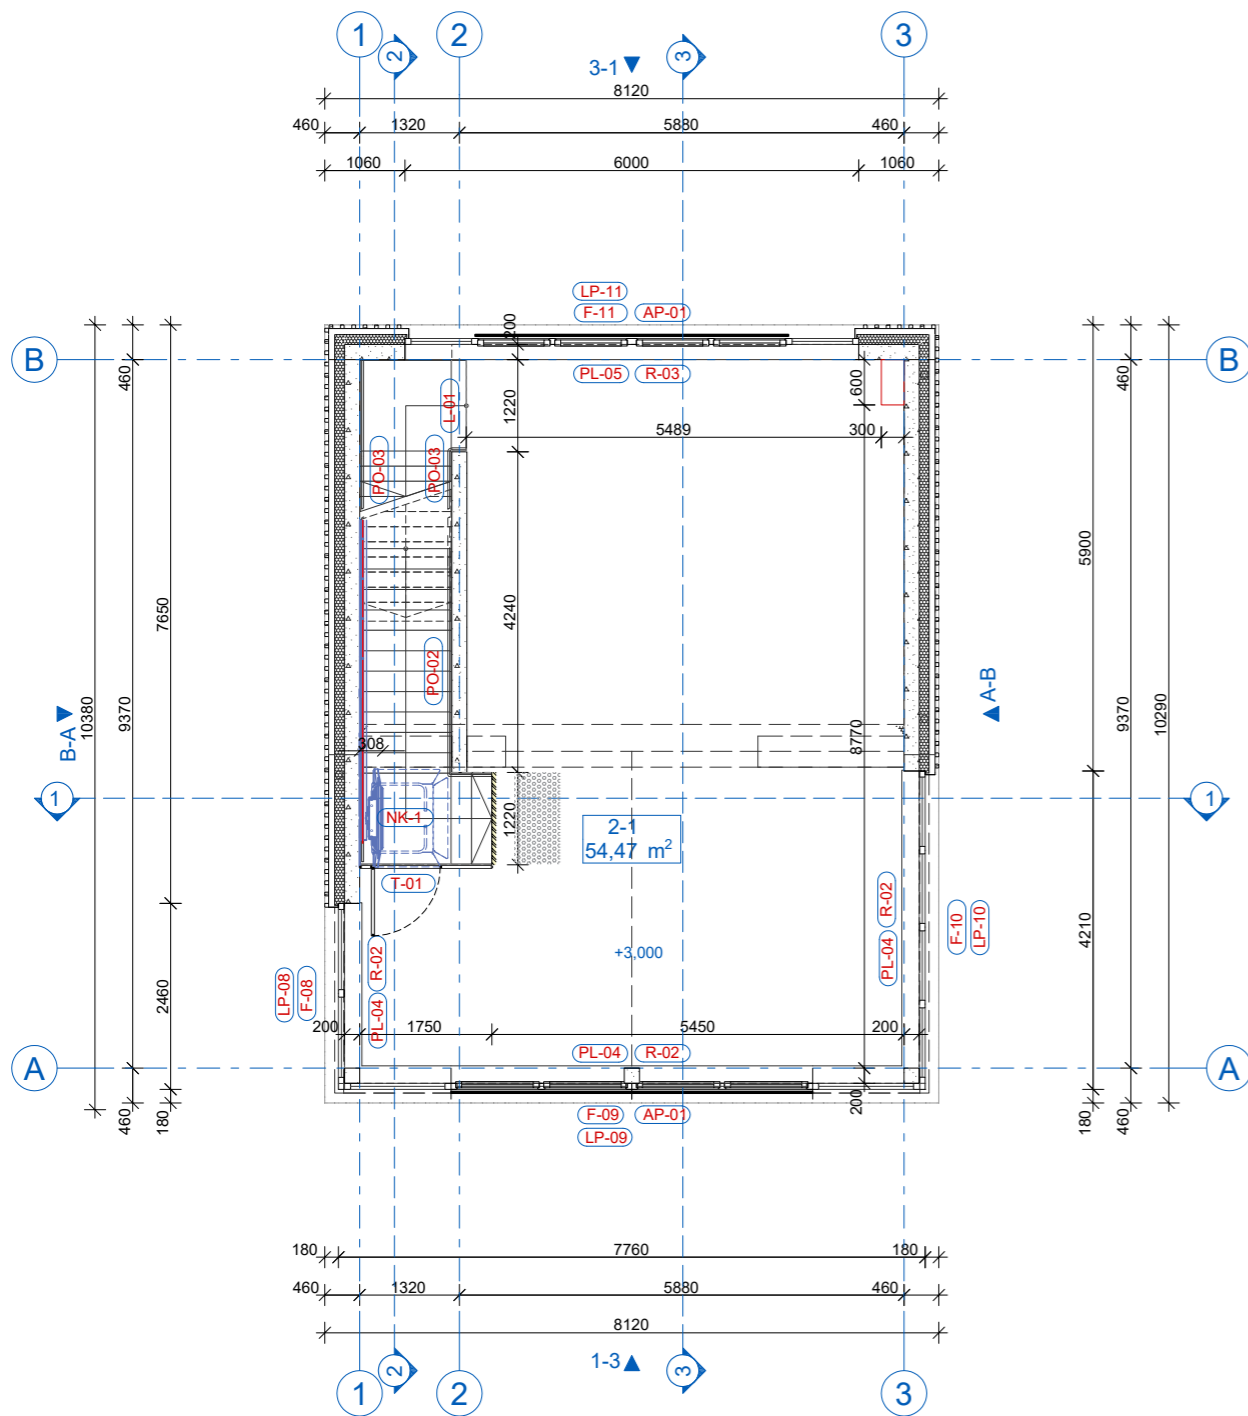 1
2
3
2
3
3-1
8120
460
1320
5880
460
1060
6000
1060
LP-11
F-11
AP-01
200
B
B
PL-05
R-03
460
460
600
1220
L-01
5489
300
PO-03
PO-03
5900
7650
4240
PO-02
10380
9370
B-A
A-B
8770
9370
10290
308
1
1
NK-1
1220
2-1
54,47 m²
T-01
R-02
PL-04
F-10
LP-10
4210
R-02
PL-04
+3,000
LP-08
F-08
2460
200
1750
5450
200
A
A
PL-04
R-02
200
F-09
AP-01
LP-09
460
180
180
460
180
7760
180
460
1320
5880
460
8120
1-3
2
3
1
2
3